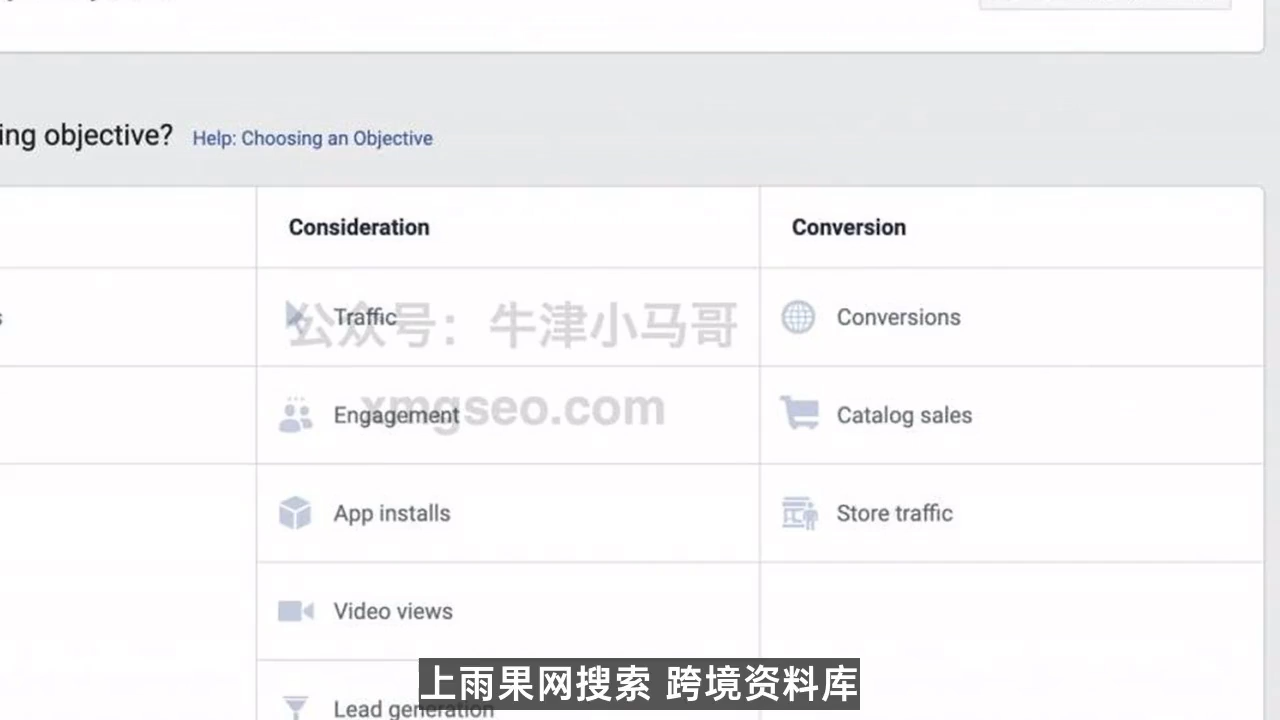 ing objective? Help: Choosing an Objective
Consideration
Conversion
Traffic
公众号：牛津小马哥
Conversions
Engagement
xmgseo.com
Catalog sales
App installs
Store traffic
Video views
Lead generation
上雨果网搜索 跨境资料库